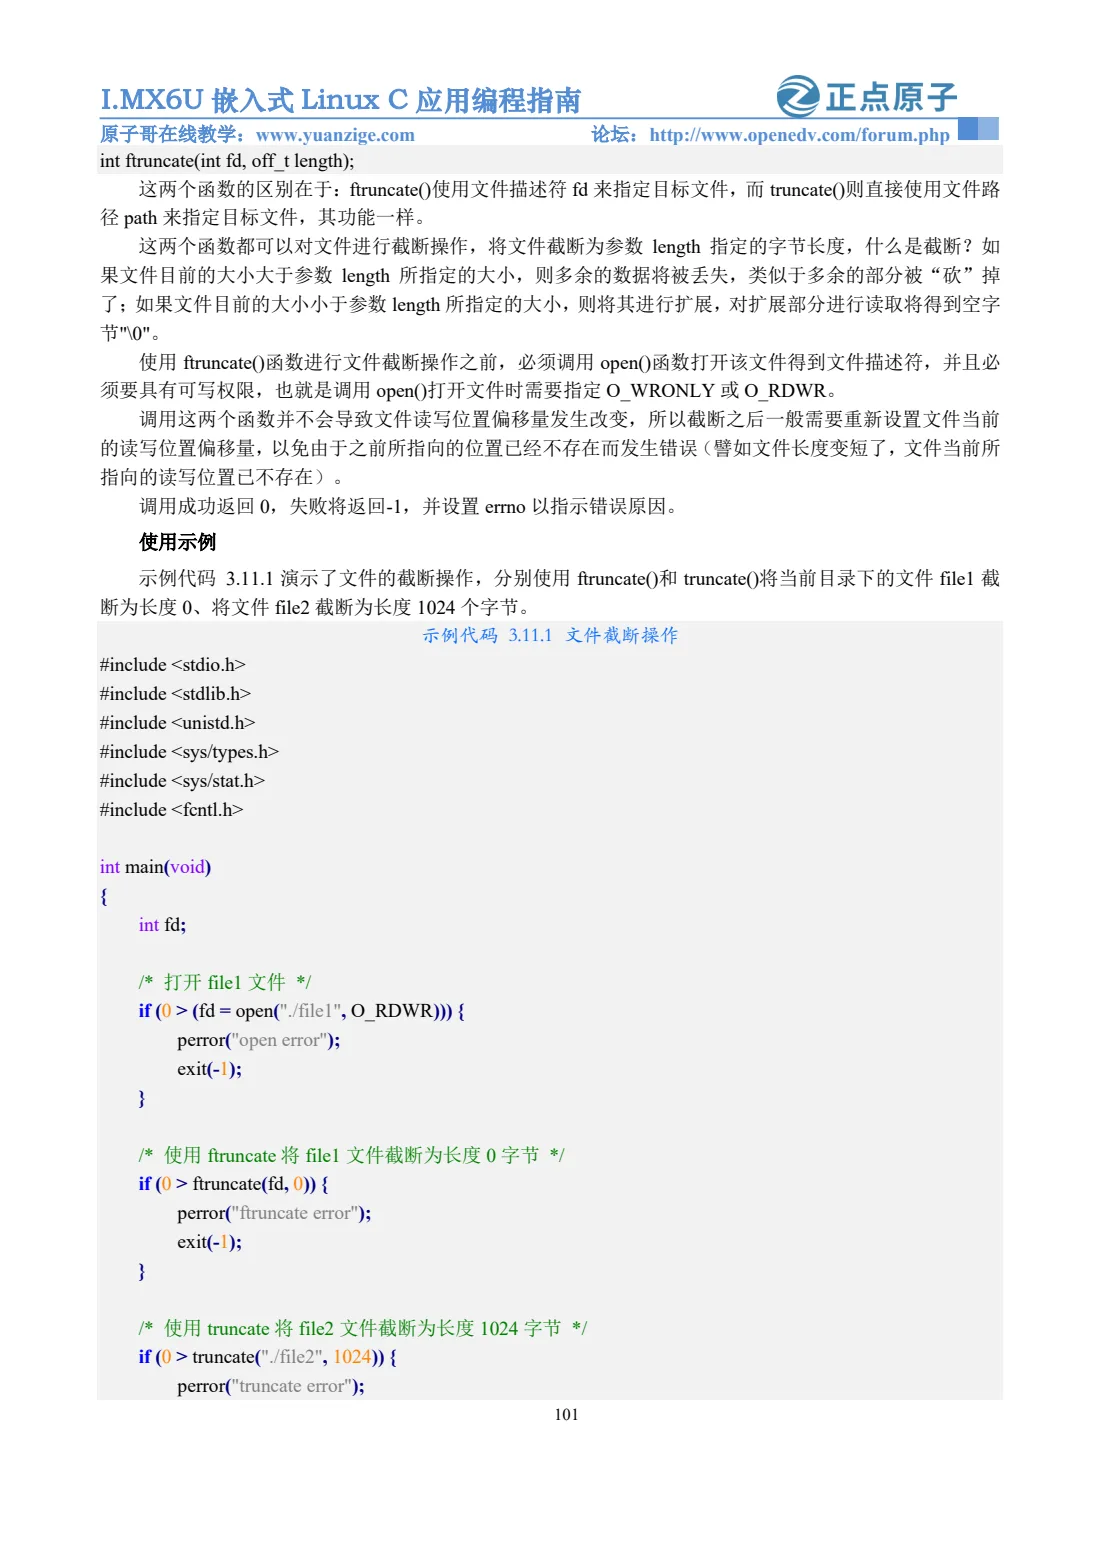 I.MX6U 嵌入式 Linux C 应用编程指南
正点原子
原子哥在线教学：www.yuanzige.com 论坛：http://www.openedv.com/forum.php
int ftruncate(int fd, off_t length);
这两个函数的区别在于：ftruncate()使用文件描述符 fd 来指定目标文件，而 truncate()则直接使用文件路
径 path 来指定目标文件，其功能一样。
这两个函数都可以对文件进行截断操作，将文件截断为参数 length 指定的字节长度，什么是截断？如
果文件目前的大小大于参数 length 所指定的大小，则多余的数据将被丢失，类似于多余的部分被“砍”掉
了；如果文件目前的大小小于参数 length 所指定的大小，则将其进行扩展，对扩展部分进行读取将得到空字
节"\0"。
使用 ftruncate()函数进行文件截断操作之前，必须调用 open()函数打开该文件得到文件描述符，并且必
须要具有可写权限，也就是调用 open()打开文件时需要指定 O_WRONLY 或 O_RDWR。
调用这两个函数并不会导致文件读写位置偏移量发生改变，所以截断之后一般需要重新设置文件当前
的读写位置偏移量，以免由于之前所指向的位置已经不存在而发生错误（譬如文件长度变短了，文件当前所
指向的读写位置已不存在）。
调用成功返回 0，失败将返回-1，并设置 errno 以指示错误原因。
使用示例
示例代码 3.11.1 演示了文件的截断操作，分别使用 ftruncate()和 truncate()将当前目录下的文件 file1 截
断为长度 0、将文件 file2 截断为长度 1024 个字节。
示例代码 3.11.1 文件截断操作
#include <stdio.h>
#include <stdlib.h>
#include <unistd.h>
#include <sys/types.h>
#include <sys/stat.h>
#include <fcntl.h>
int main(void)
{
int fd;
/* 打开 file1 文件 */
if (0 > (fd = open("./file1", O_RDWR))) {
perror("open error");
exit(-1);
}
/* 使用 ftruncate 将 file1 文件截断为长度 0 字节 */
if (0 > ftruncate(fd, 0)) {
perror("ftruncate error");
exit(-1);
}
/* 使用 truncate 将 file2 文件截断为长度 1024 字节 */
if (0 > truncate("./file2", 1024)) {
perror("truncate error");
101